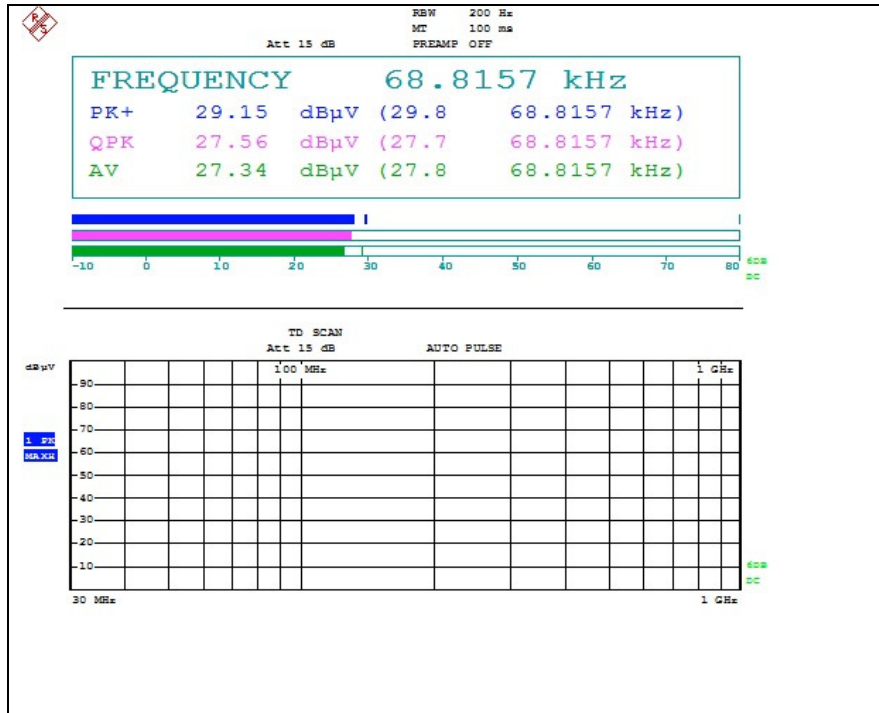 R S
RBW 200 Hz
MT 100 ms
Att 15 dB PREAMP OFF
FREQUENCY 68.8157 kHz
PK+ 29.15 dBµV (29.8 68.8157 kHz)
QPK 27.56 dBµV (27.7 68.8157 kHz)
AV 27.34 dBµV (27.8 68.8157 kHz)
-10 0 10 20 30 40 50 60 70 80
6DB
DC
TD SCAN
Att 15 dB AUTO PULSE
dBµV
100 MHz 1 GHz
90
80
70
1 PK
MAXH
60
50
40
30
20
10
6DB
DC
30 MHz 1 GHz